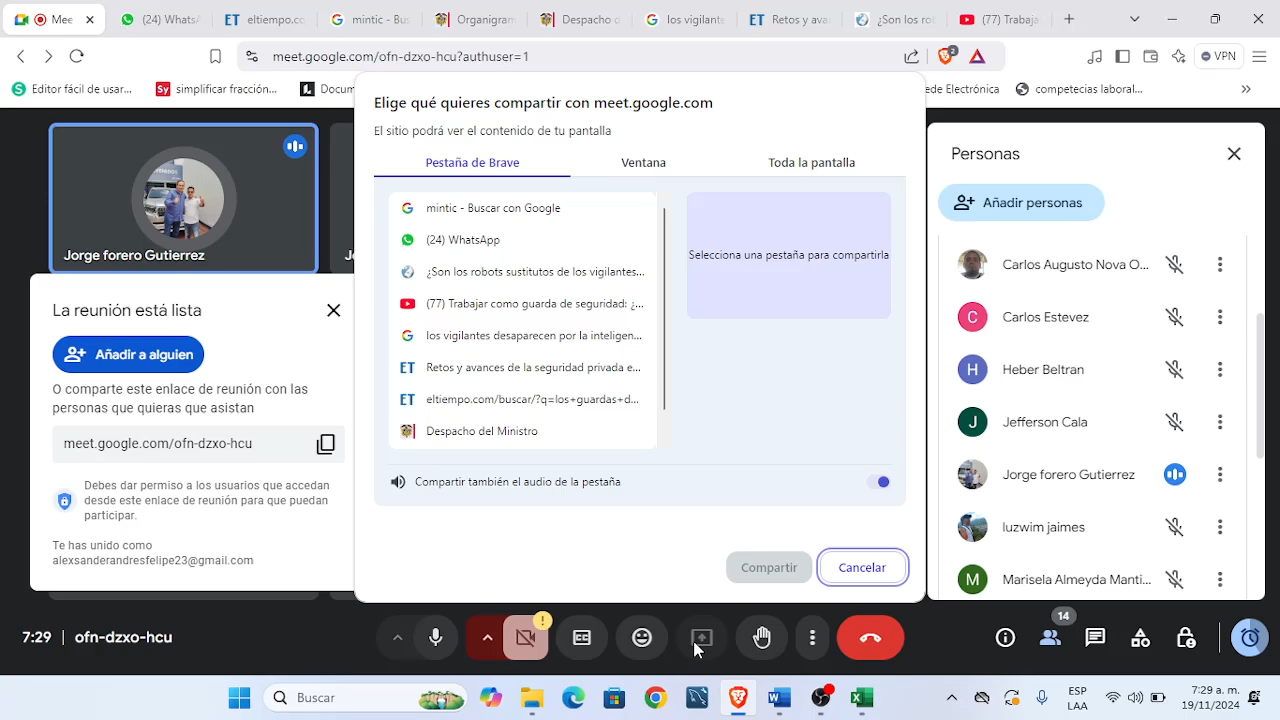 Meet
(24) WhatsA
ET eltiempo.cc
mintic - Bus
Organigram
Despacho d
los vigilante
ET Retos y ava
¿Son los rob
(77) Trabaja
meet.google.com/ofn-dzxo-hcu?authuser=1
2
VPN
S Editor fácil de usar...
Sy simplificar fracción...
Docum
ede Electrónica
competecias laboral...
»
Elige qué quieres compartir con meet.google.com
El sitio podrá ver el contenido de tu pantalla
Pestaña de Brave
Ventana
Toda la pantalla
mintic - Buscar con Google
(24) WhatsApp
¿Son los robots sustitutos de los vigilantes...
(77) Trabajar como guarda de seguridad: ¿...
los vigilantes desaparecen por la inteligen...
ET Retos y avances de la seguridad privada e...
ET eltiempo.com/buscar/?q=los+guardas+d...
Despacho del Ministro
Selecciona una pestaña para compartirla
Compartir también el audio de la pestaña
Compartir
Cancelar
Jorge forero Gutierrez
La reunión está lista
Añadir a alguien
O comparte este enlace de reunión con las
personas que quieras que asistan
meet.google.com/ofn-dzxo-hcu
Debes dar permiso a los usuarios que accedan
desde este enlace de reunión para que puedan
participar.
Te has unido como
alexsanderandresfelipe23@gmail.com
Personas
Añadir personas
Carlos Augusto Nova O...
C Carlos Estevez
H Heber Beltran
J Jefferson Cala
Jorge forero Gutierrez
luzwim jaimes
M Marisela Almeyda Manti...
7:29 | ofn-dzxo-hcu
!
14
Buscar
ESP
LAA
7:29 a. m.
19/11/2024